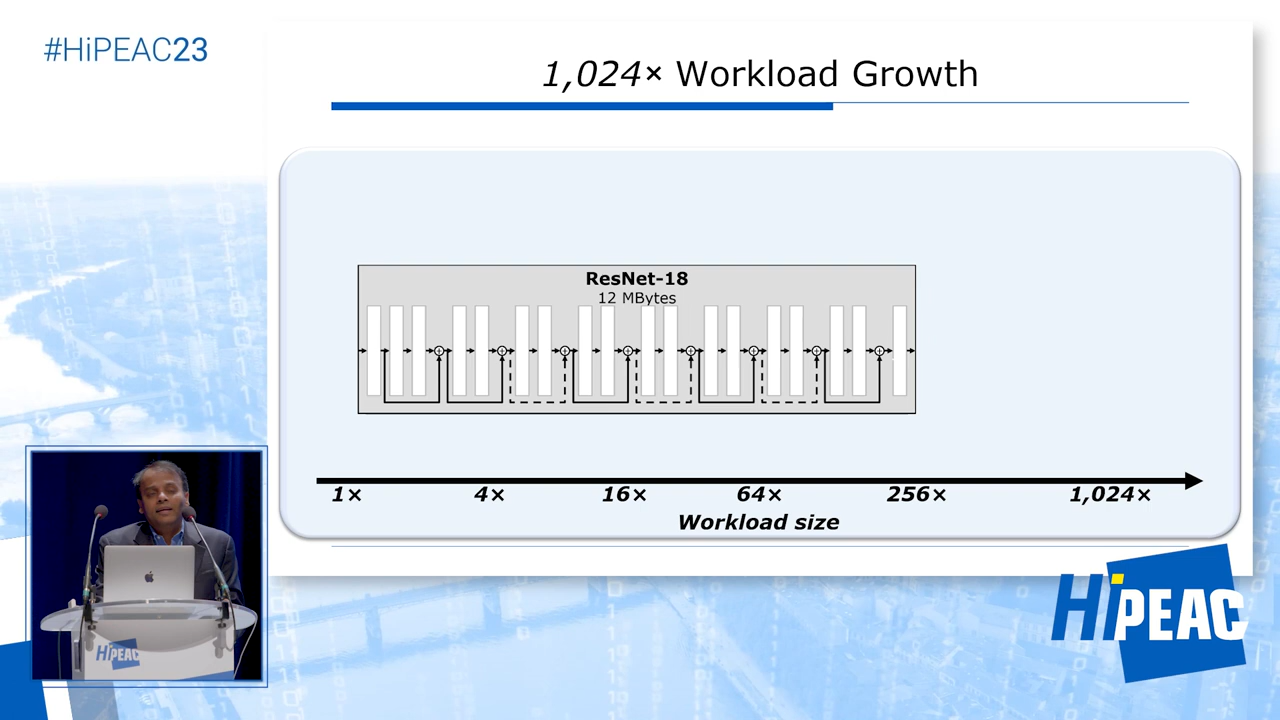 #HiPEAC23
1,024× Workload Growth
ResNet-18
12 MBytes
1× 4× 16× 64× 256× 1,024×
Workload size
HiPEAC
HiPEAC